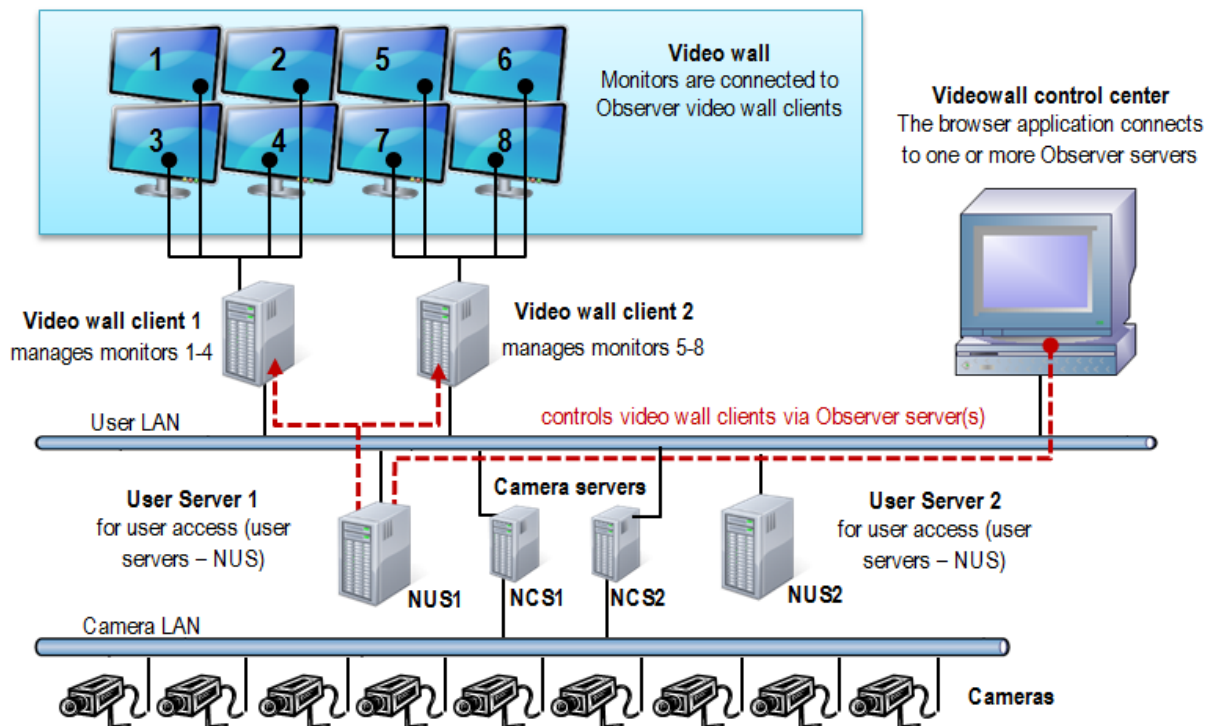 1
2
5
6
3
4
7
8
Video wall
Monitors are connected to
Observer video wall clients
Videowall control center
The browser application connects
to one or more Observer servers
Video wall client 1
manages monitors 1-4
Video wall client 2
manages monitors 5-8
controls video wall clients via Observer server(s)
User LAN
User Server 1
for user access (user
servers – NUS)
Camera servers
User Server 2
for user access (user
servers – NUS)
NUS1
NCS1
NCS2
NUS2
Camera LAN
Cameras